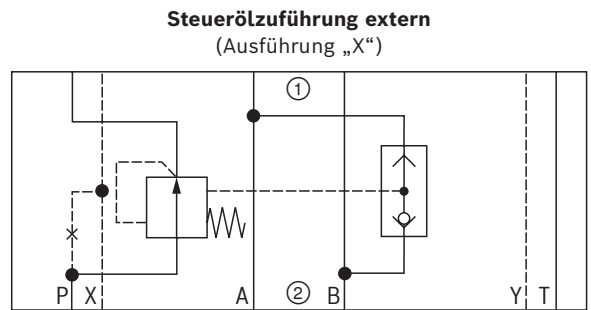 Steuerölzuführung extern
(Ausführung „X“)
①
P X A ② B Y T